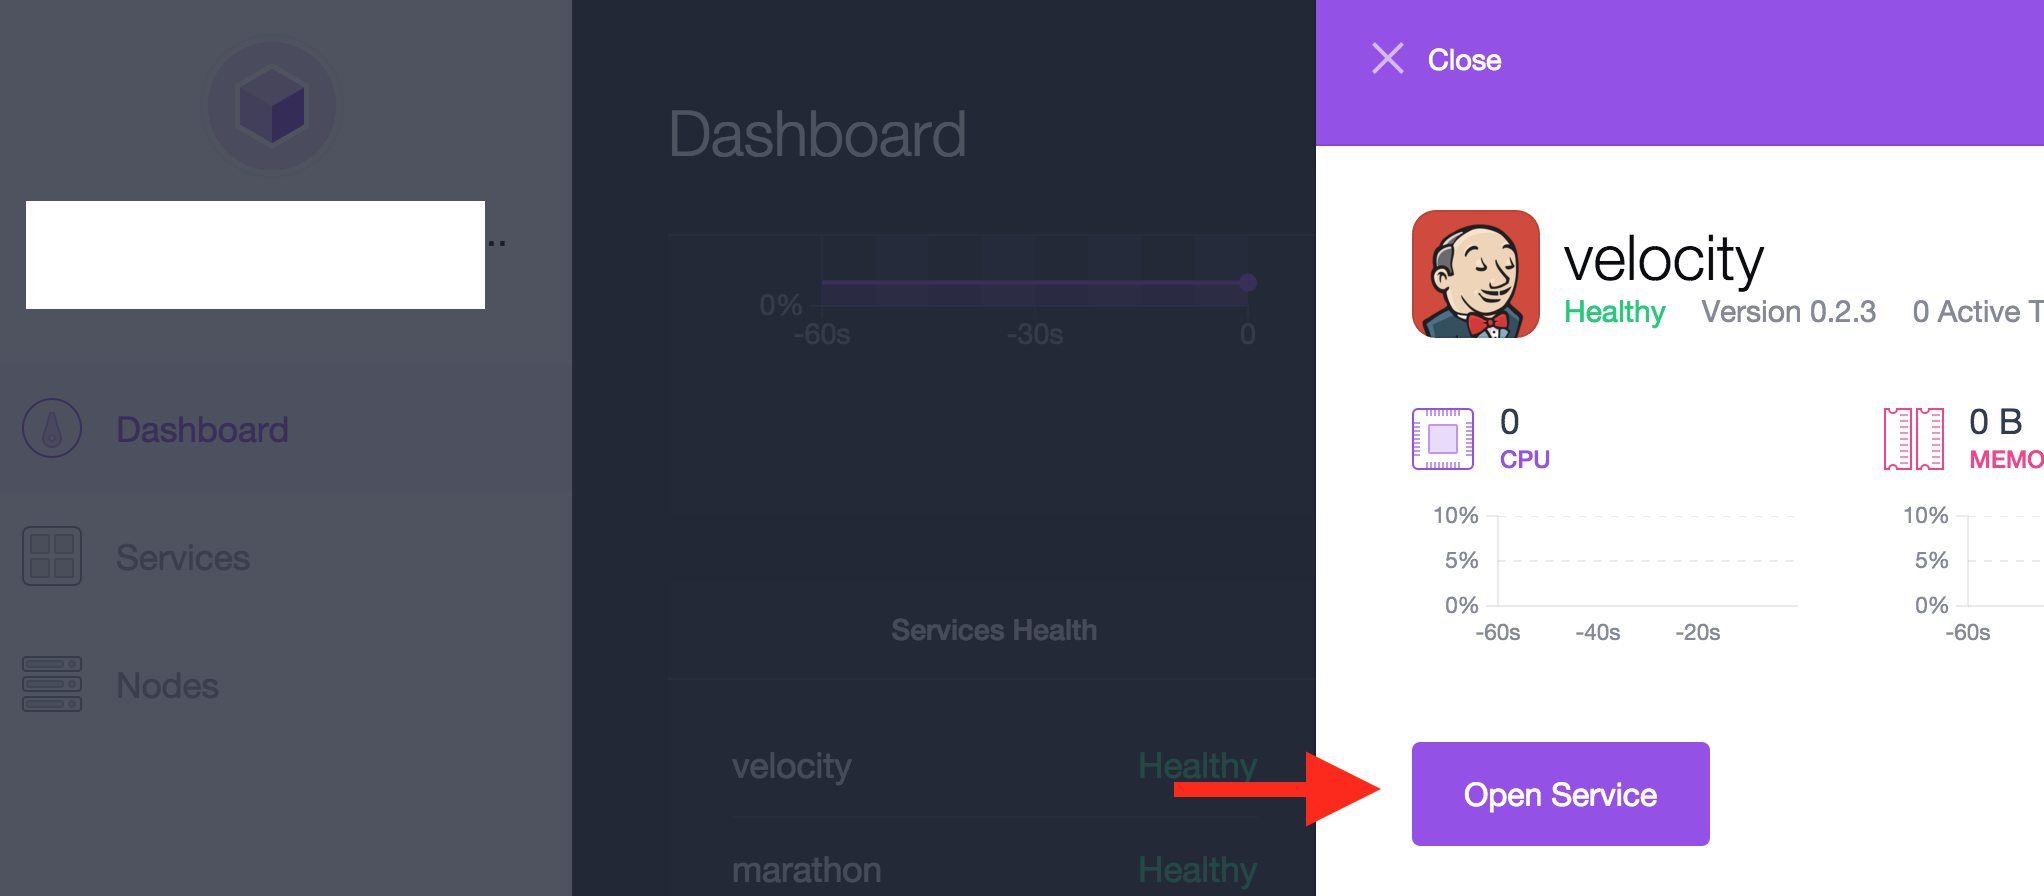 ..
Dashboard
Services
Nodes
Dashboard
0%
-60s -30s 0
Services Health
velocity Healthy
marathon Healthy
Close
velocity
Healthy Version 0.2.3 0 Active T
0
CPU
0 B
MEMO
10%
5%
0%
-60s -40s -20s
10%
5%
0%
-60s
Open Service